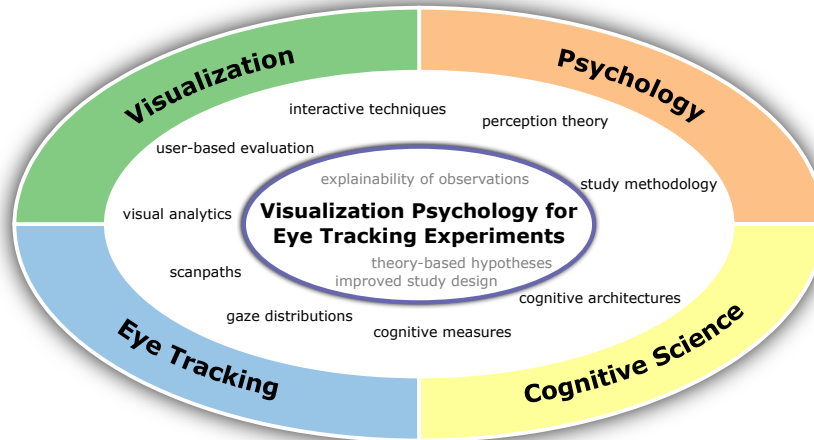 Visualization
Psychology
interactive techniques
perception theory
user-based evaluation
explainability of observations
study methodology
visual analytics
Visualization Psychology for
Eye Tracking Experiments
theory-based hypotheses
scanpaths
improved study design
cognitive architectures
gaze distributions
cognitive measures
Eye Tracking
Cognitive Science